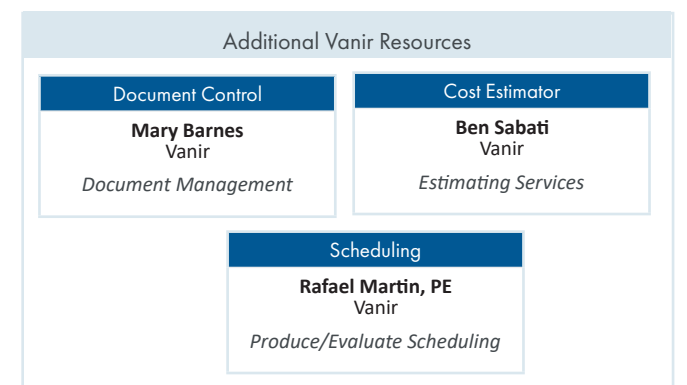 Additional Vanir Resources
Document Control
Mary Barnes
Vanir
Document Management
Cost Estimator
Ben Sabati
Vanir
Estimating Services
Scheduling
Rafael Martin, PE
Vanir
Produce/Evaluate Scheduling